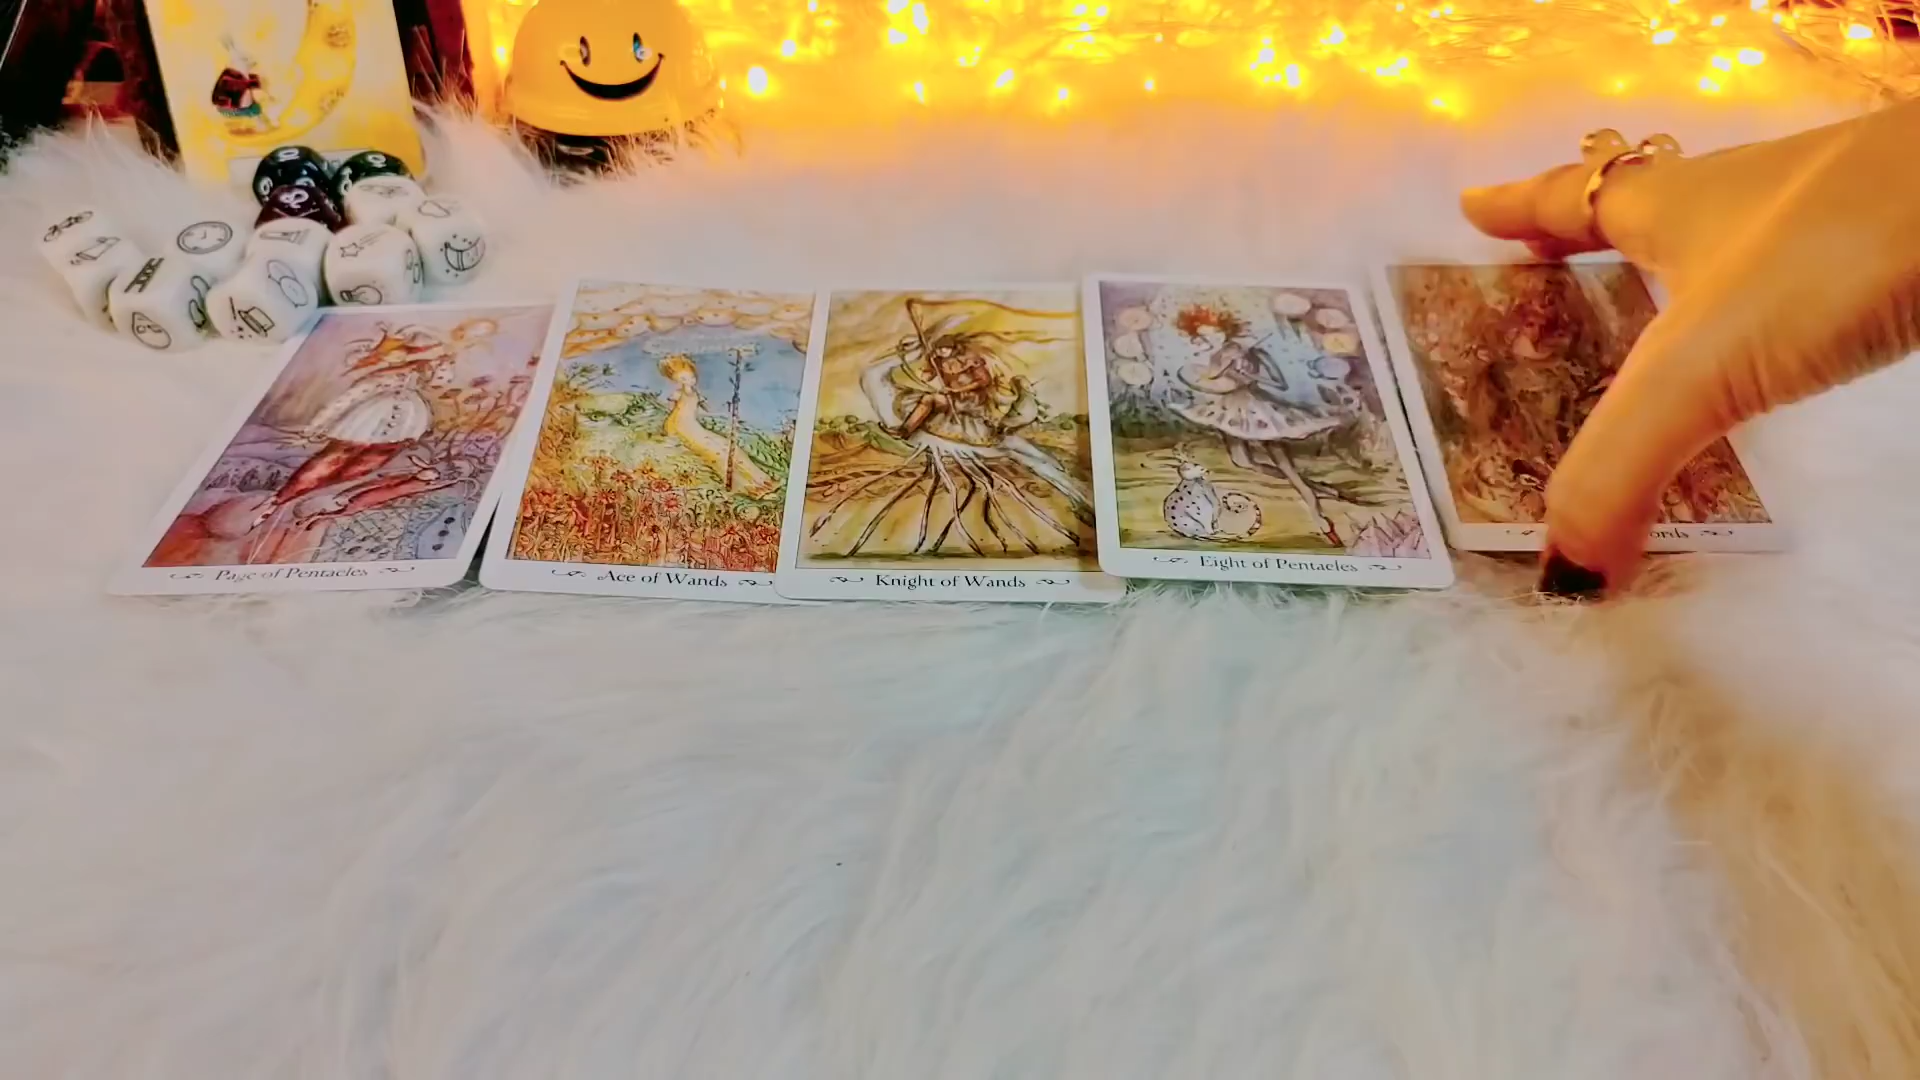 Page of Pentacles
Ace of Wands
Knight of Wands
Eight of Pentacles